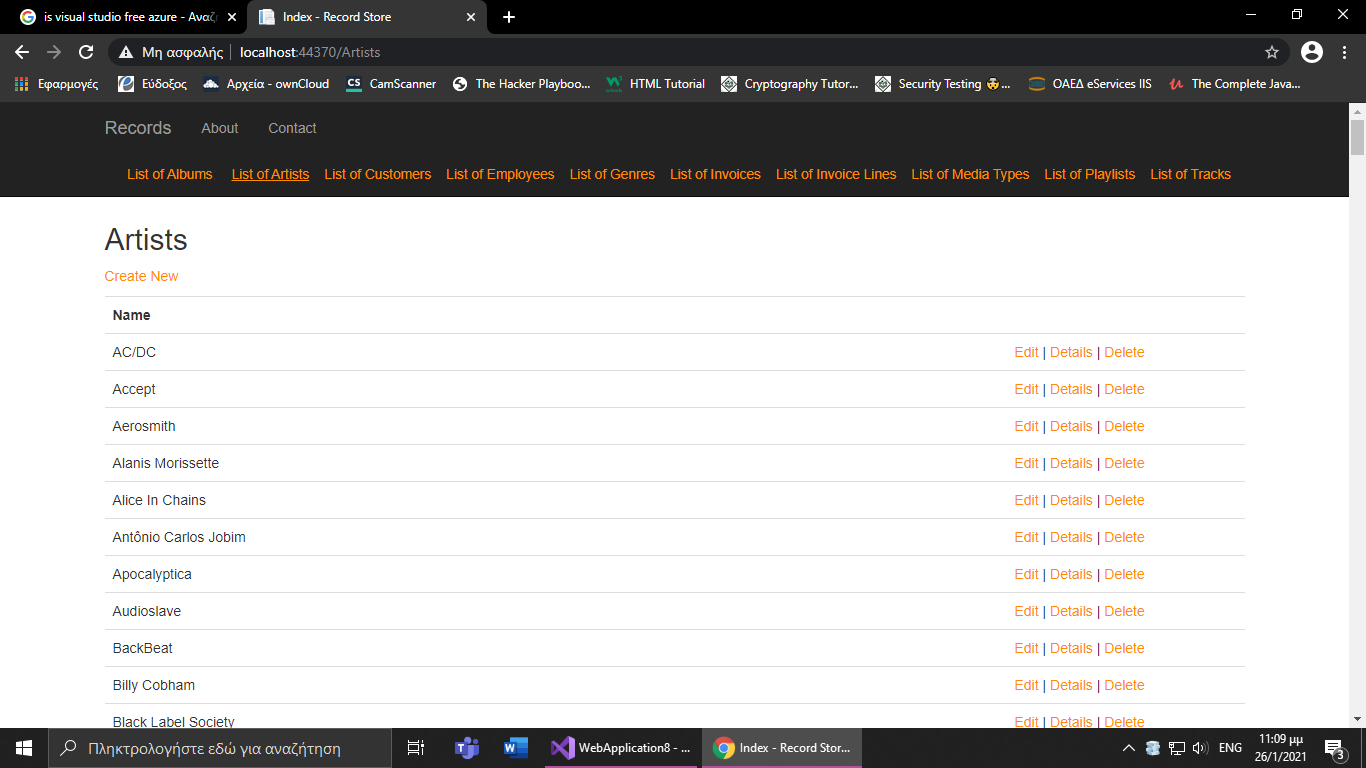 is visual studio free azure - Αναζη
Index - Record Store
Μη ασφαλής
localhost:44370/Artists
Εφαρμογές
Εύδοξος
Αρχεία - ownCloud
CS
CamScanner
The Hacker Playboo...
HTML Tutorial
Cryptography Tutor...
Security Testing 👨‍🚒...
ΟΑΕΔ eServices IIS
The Complete Java...
Records
About
Contact
List of Albums
List of Artists
List of Customers
List of Employees
List of Genres
List of Invoices
List of Invoice Lines
List of Media Types
List of Playlists
List of Tracks
Artists
Create New
Name
AC/DC Edit | Details | Delete
Accept Edit | Details | Delete
Aerosmith Edit | Details | Delete
Alanis Morissette Edit | Details | Delete
Alice In Chains Edit | Details | Delete
Antônio Carlos Jobim Edit | Details | Delete
Apocalyptica Edit | Details | Delete
Audioslave Edit | Details | Delete
BackBeat Edit | Details | Delete
Billy Cobham Edit | Details | Delete
Black Label Society Edit | Details | Delete
Πληκτρολογήστε εδώ για αναζήτηση
WebApplication8 - ...
Index - Record Stor...
ENG
11:09 μμ
26/1/2021
3